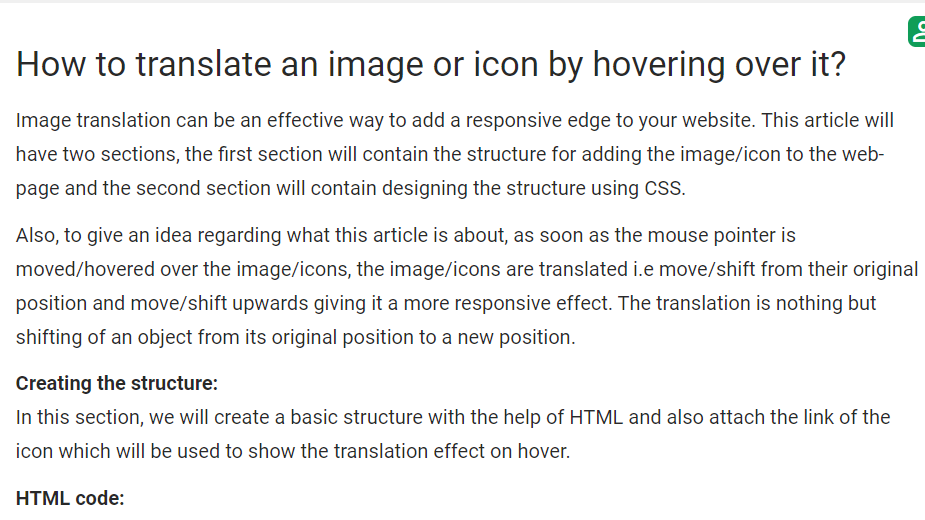 How to translate an image or icon by hovering over it?
Image translation can be an effective way to add a responsive edge to your website. This article will
have two sections, the first section will contain the structure for adding the image/icon to the web-
page and the second section will contain designing the structure using CSS.
Also, to give an idea regarding what this article is about, as soon as the mouse pointer is
moved/hovered over the image/icons, the image/icons are translated i.e move/shift from their original
position and move/shift upwards giving it a more responsive effect. The translation is nothing but
shifting of an object from its original position to a new position.
Creating the structure:
In this section, we will create a basic structure with the help of HTML and also attach the link of the
icon which will be used to show the translation effect on hover.
HTML code: